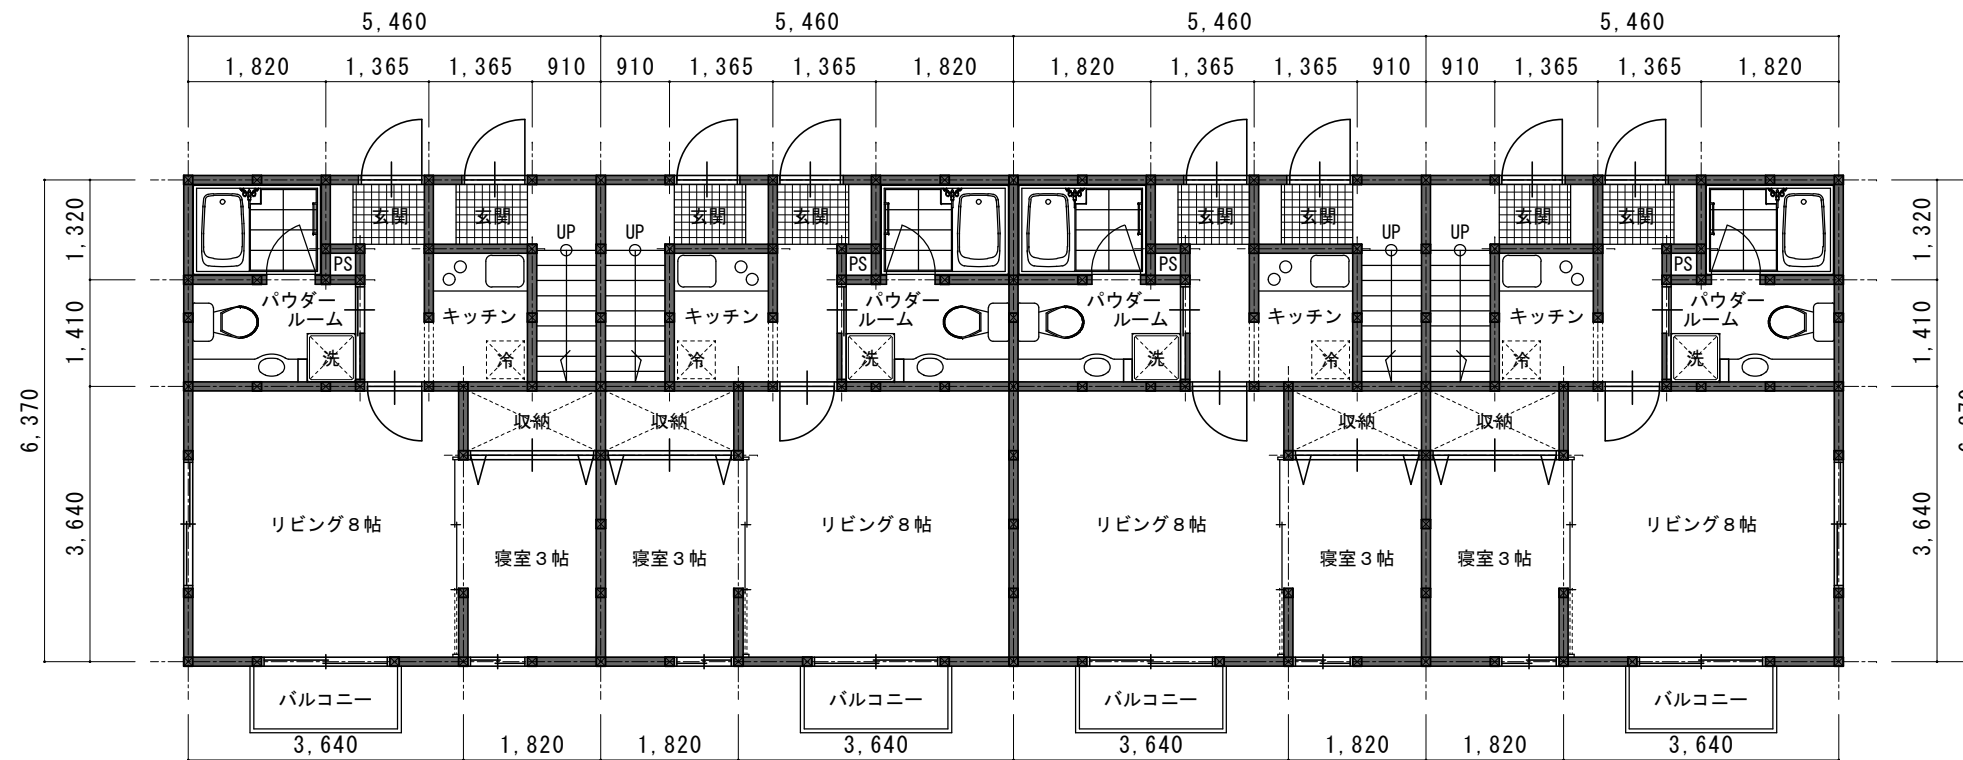 5,460 5,460 5,460 5,460
1,820 1,365 1,365 910 910 1,365 1,365 1,820 1,820 1,365 1,365 910 910 1,365 1,365 1,820
玄関 玄関 玄関 玄関 玄関 玄関 玄関 玄関
1,320 1,320
UP UP UP UP
PS PS PS PS
パウダー
ルーム
キッチン キッチン
パウダー
ルーム
パウダー
ルーム
キッチン キッチン
パウダー
ルーム
1,410 1,410
洗 冷 冷 洗 洗 冷 冷 洗
6,370
収納 収納 収納 収納
3,640 3,640
リビング8帖 リビング8帖 リビング8帖 リビング8帖
寝室3帖 寝室3帖 寝室3帖 寝室3帖
バルコニー バルコニー バルコニー バルコニー
3,640 1,820 1,820 3,640 3,640 1,820 1,820 3,640